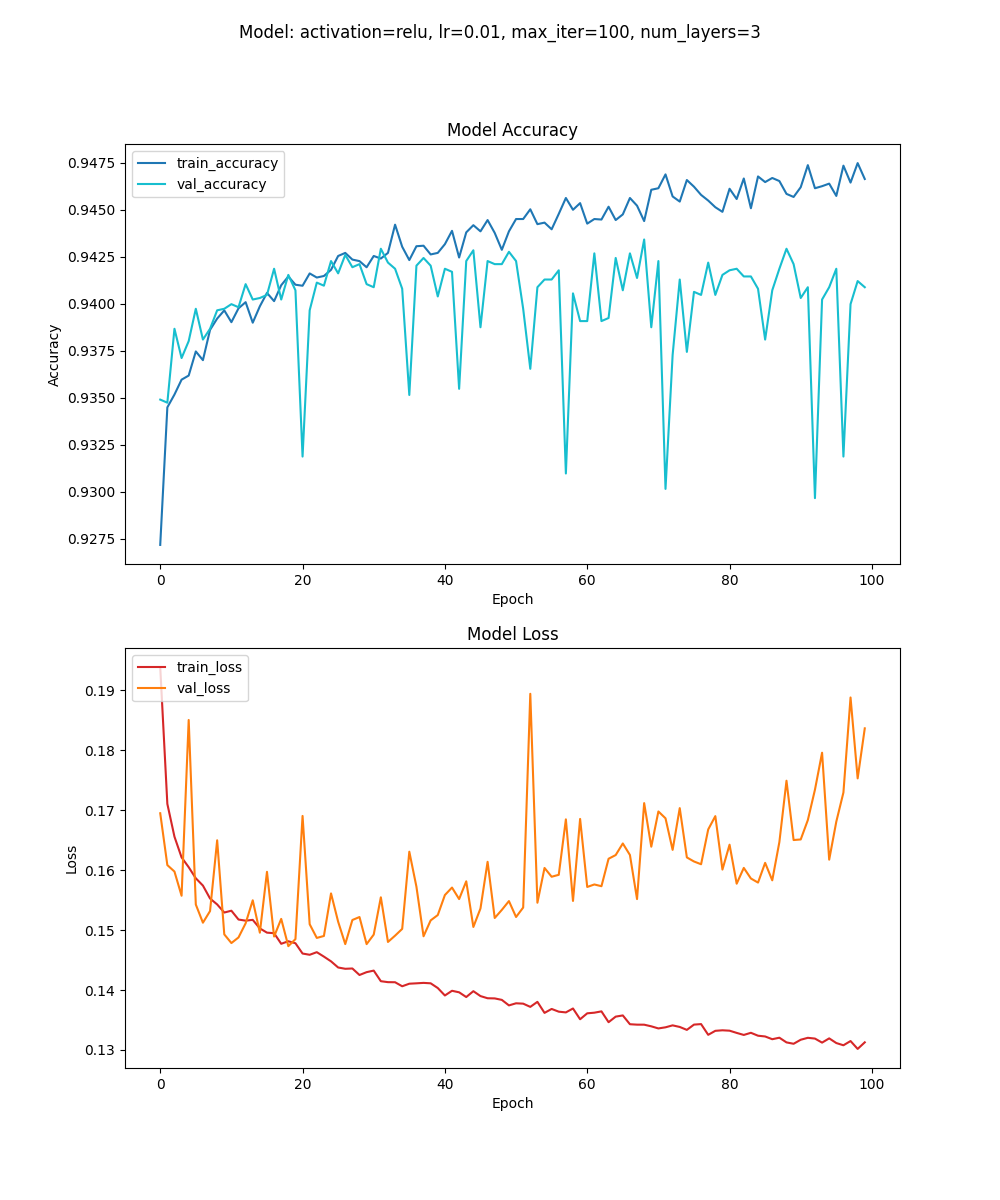 Model: activation=relu, lr=0.01, max_iter=100, num_layers=3
Model Accuracy
train_accuracy
val_accuracy
0.9475
0.9450
0.9425
0.9400
0.9375
0.9350
0.9325
0.9300
0.9275
Accuracy
0 20 40 60 80 100
Epoch
Model Loss
train_loss
val_loss
0.19
0.18
0.17
0.16
0.15
0.14
0.13
Loss
0 20 40 60 80 100
Epoch